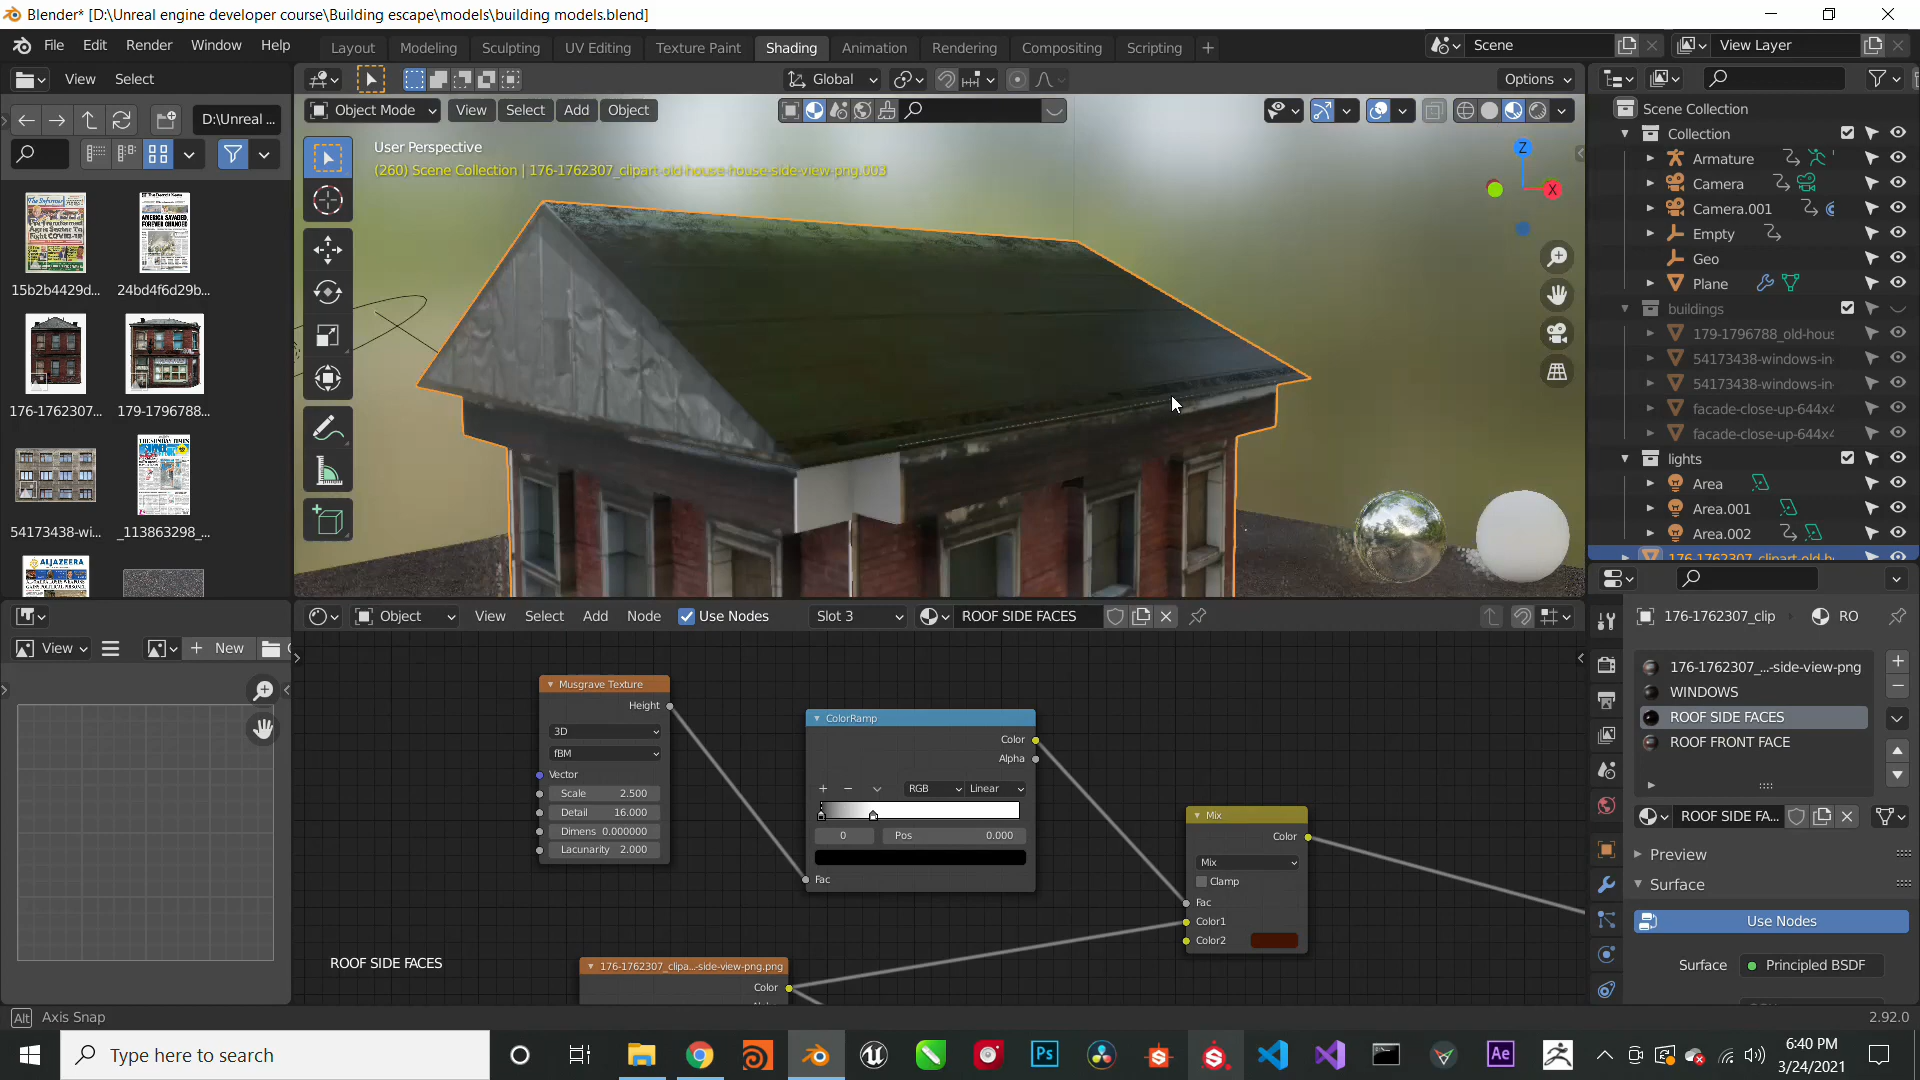 Blender* [D:\Unreal engine developer course\Building escape\models\building models.blend]
File Edit Render Window Help Layout Modeling Sculpting UV Editing Texture Paint Shading Animation Rendering Compositing Scripting Scene View Layer
View Select Global Options
D:\Unreal ... Object Mode View Select Add Object
User Perspective
(260) Scene Collection | 176-1762307_clipart-old-house-house-side-view-png.003
Z
X
15b2b4429d... 24bd4f6d29b...
176-1762307... 179-1796788...
54173438-wi... _113863298_...
ALJAZEERA
Scene Collection
Collection
Armature
Camera
Camera.001
Empty
Geo
Plane
buildings
179-1796788_old-hous
54173438-windows-in-
54173438-windows-in-
facade-close-up-644x4
facade-close-up-644x4
lights
Area
Area.001
Area.002
176-1762307_clipart-old-h
Object View Select Add Node Use Nodes Slot 3 ROOF SIDE FACES
View New
Musgrave Texture
Height
3D
fBM
Vector
Scale 2.500
Detail 16.000
Dimens 0.000000
Lacunarity 2.000
ColorRamp
Color
Alpha
RGB Linear
0 Pos 0.000
Fac
Mix
Color
Mix
Clamp
Fac
Color1
Color2
ROOF SIDE FACES
176-1762307_clipa...-side-view-png.png
Color
176-1762307_clip RO
176-1762307_...-side-view-png
WINDOWS
ROOF SIDE FACES
ROOF FRONT FACE
ROOF SIDE FA...
Preview
Surface
Use Nodes
Surface Principled BSDF
Alt Axis Snap 2.92.0
Type here to search
Ps
Ae
6:40 PM
3/24/2021